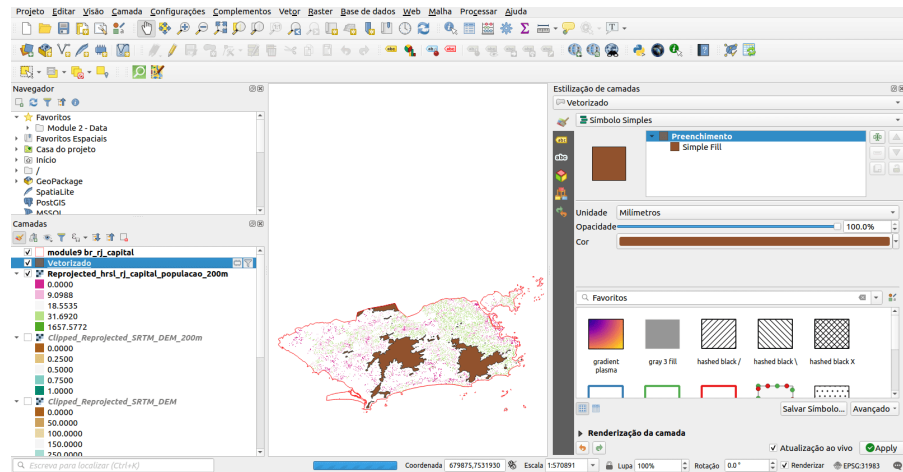 Projeto Editar Visão Camada Configurações Complementos Vetor Raster Base de dados Web Malha Processar Ajuda
Navegador
Favoritos
Module 2 - Data
Favoritos Espaciais
Casa do projeto
Início
/
GeoPackage
SpatiaLite
PostGIS
MSSQL
Camadas
module9 br_rj_capital
Vetorizado
Reprojected_hrsl_rj_capital_populacao_200m
0.0000
9.0988
18.5535
31.6920
1657.5772
Clipped_Reprojected_SRTM_DEM_200m
0.0000
0.2500
0.5000
0.7500
1.0000
Clipped_Reprojected_SRTM_DEM
0.0000
50.0000
100.0000
150.0000
250.0000
Estilização de camadas
Vetorizado
Símbolo Simples
Preenchimento
Simple Fill
Unidade Milímetros
Opacidade 100.0%
Cor
Favoritos
gradient plasma
gray 3 fill
hashed black /
hashed black \
hashed black X
Salvar Símbolo... Avançado
Renderização da camada
Atualização ao vivo Apply
Escreva para localizar (Ctrl+K) Coordenada 679875,7531930 Escala 1:570891 Lupa 100% Rotação 0.0 ° Renderizar EPSG:31983